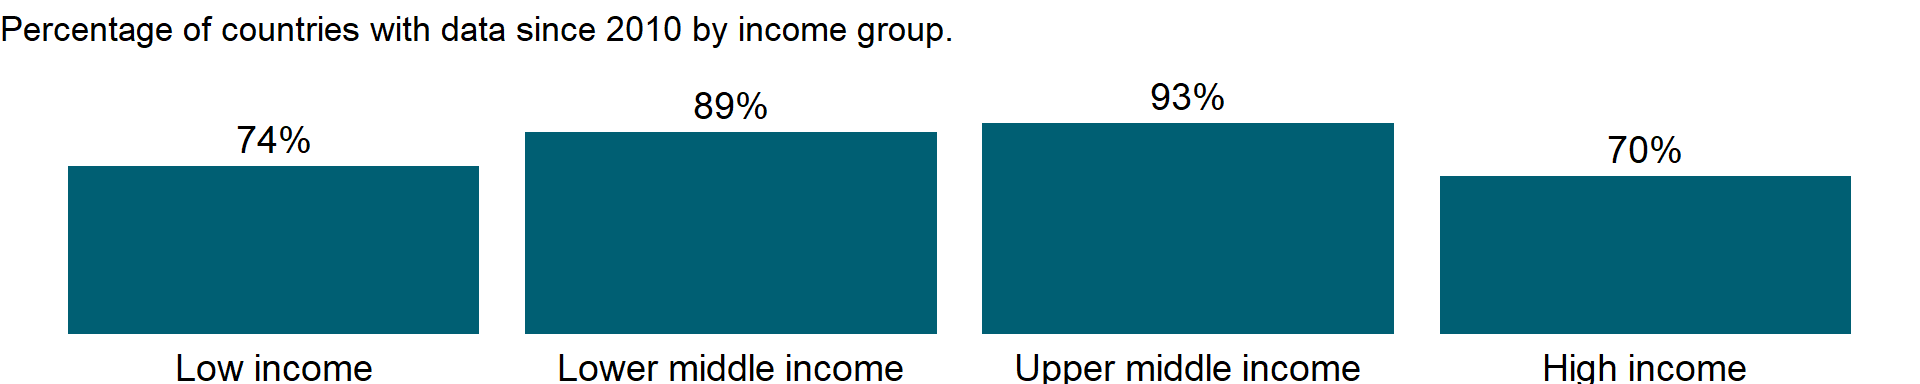 Percentage of countries with data since 2010 by income group.
74%
89%
93%
70%
Low income
Lower middle income
Upper middle income
High income